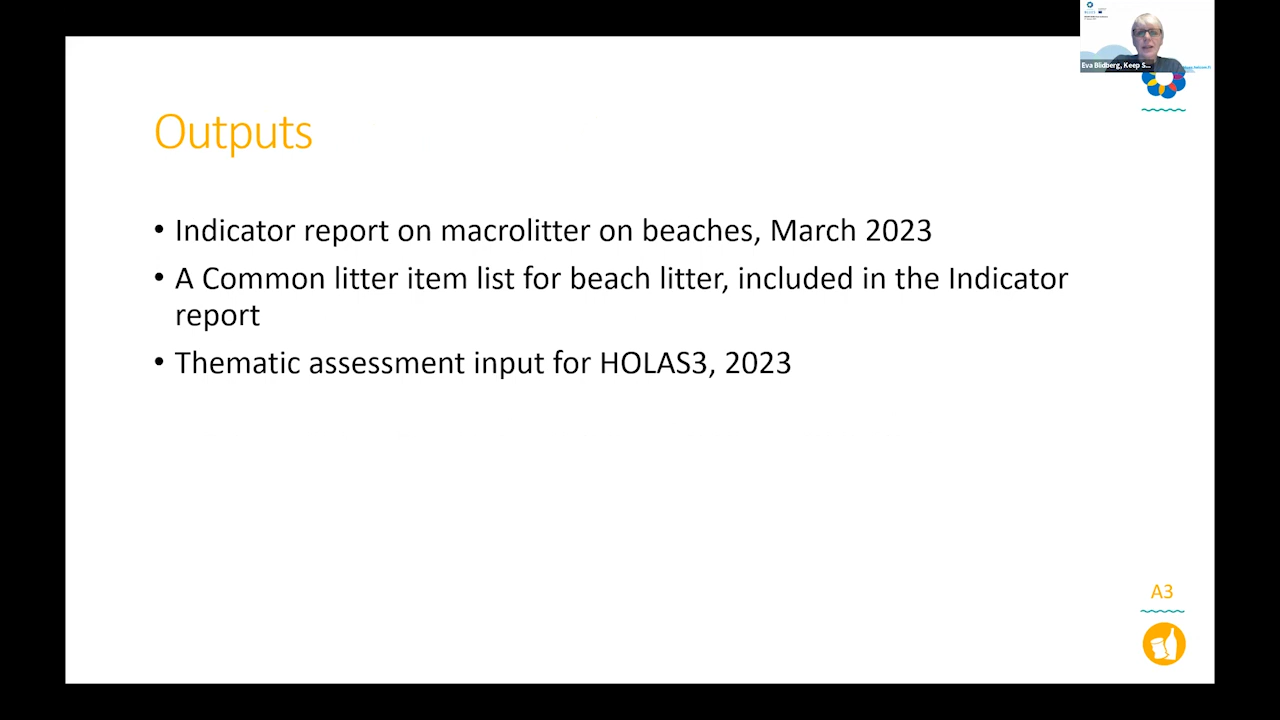 Eva Blidberg, Keep S...
Outputs
• Indicator report on macrolitter on beaches, March 2023
• A Common litter item list for beach litter, included in the Indicator
report
• Thematic assessment input for HOLAS3, 2023
A3